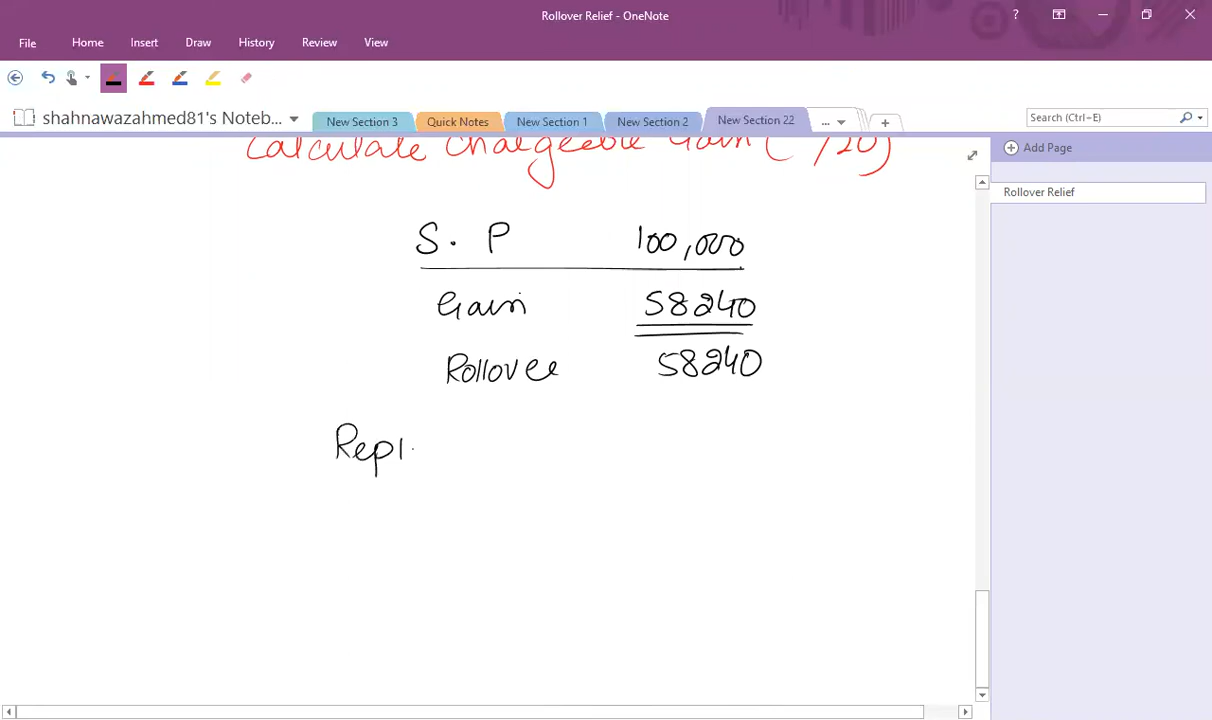 Rollover Relief - OneNote
?
File Home Insert Draw History Review View
shahnawazahmed81's Noteb...
New Section 3
Quick Notes
New Section 1
New Section 2
New Section 22
...
Search (Ctrl+E)
Add Page
Rollover Relief
Calculate Chargeable Gain ( /20)
S. P 100,000
Gain 58240
Rollover 58240
Repl